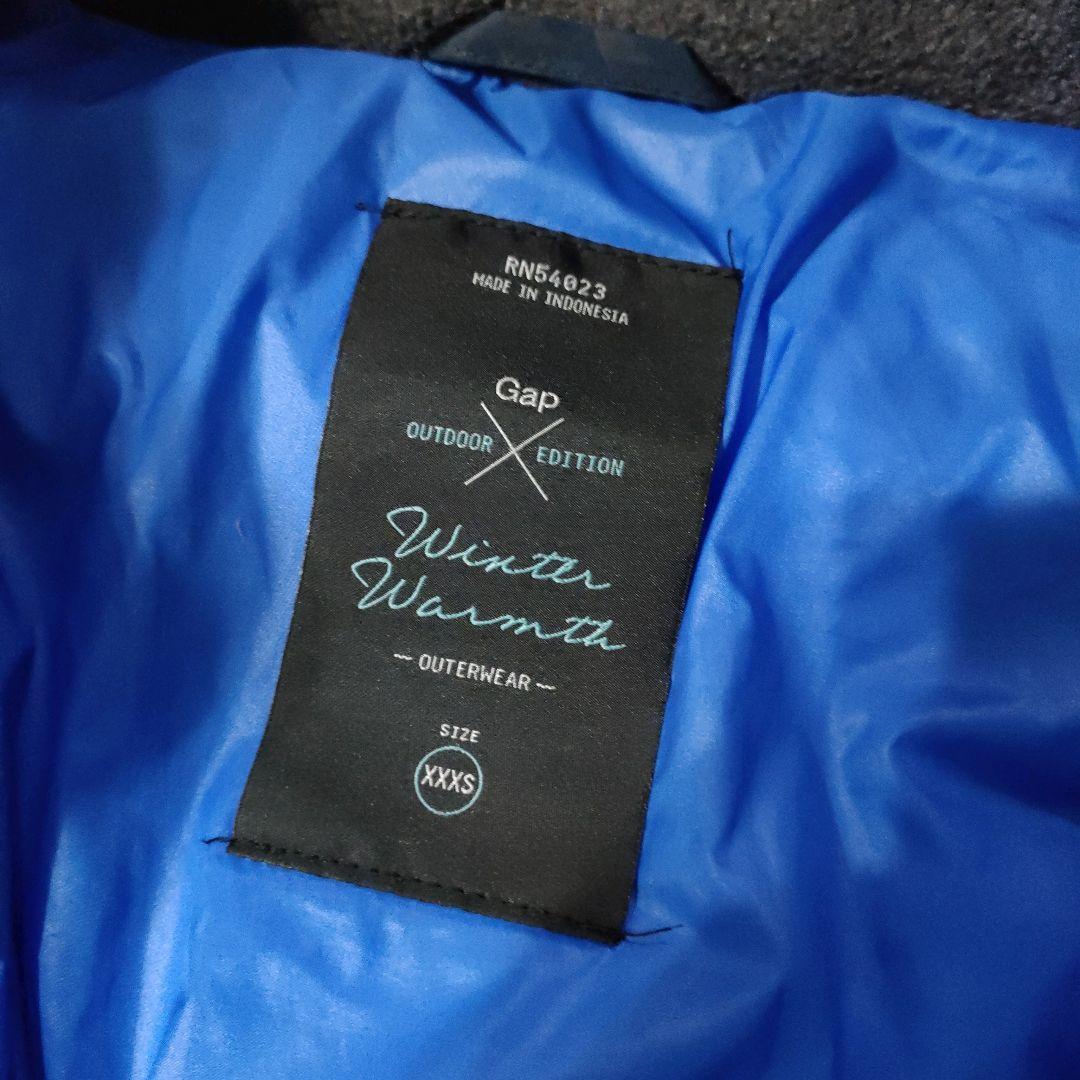 RN54023
MADE IN INDONESIA
Gap
OUTDOOR EDITION
Winter
Warmth
— OUTERWEAR —
SIZE
XXXS